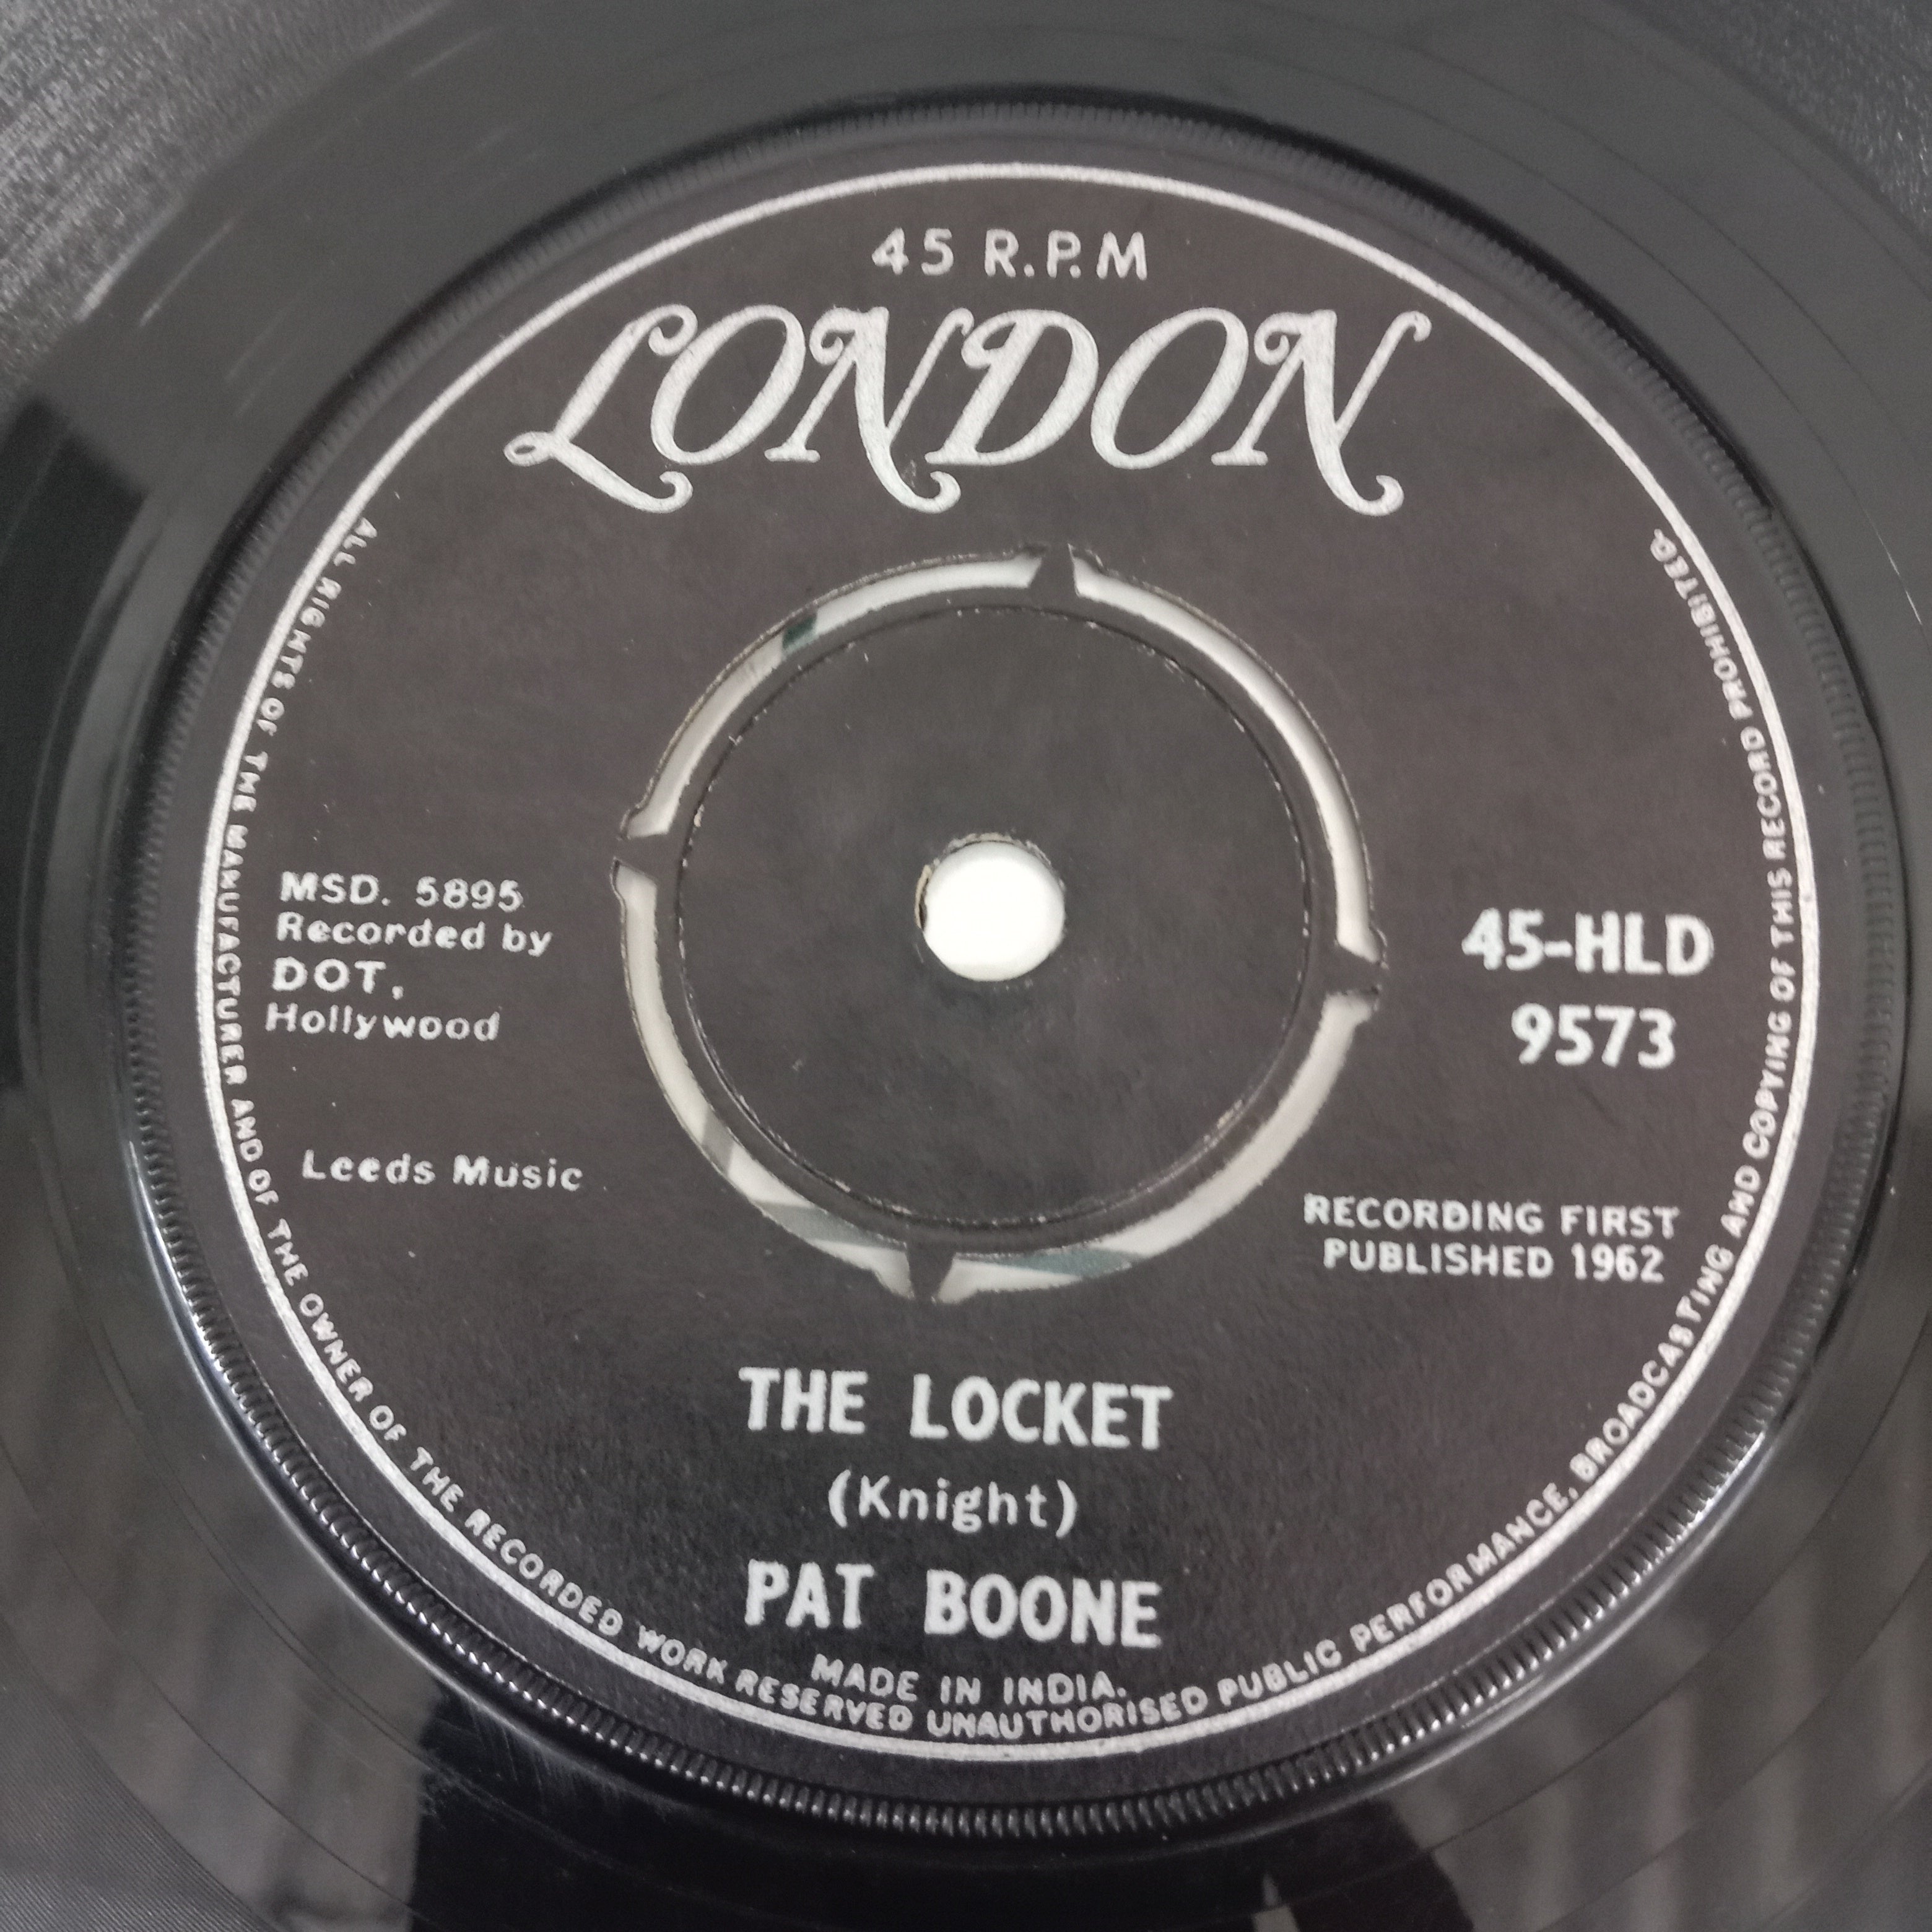 45 R.P.M
LONDON
MSD. 5895
Recorded by
DOT,
Hollywood
Leeds Music
45-HLD
9573
RECORDING FIRST
PUBLISHED 1962
THE LOCKET
(Knight)
PAT BOONE
MADE IN INDIA.
ALL RIGHTS OF THE MANUFACTURER AND OF THE OWNER OF THE RECORDED WORK RESERVED UNAUTHORISED PUBLIC PERFORMANCE, BROADCASTING AND COPYING OF THIS RECORD PROHIBITED.